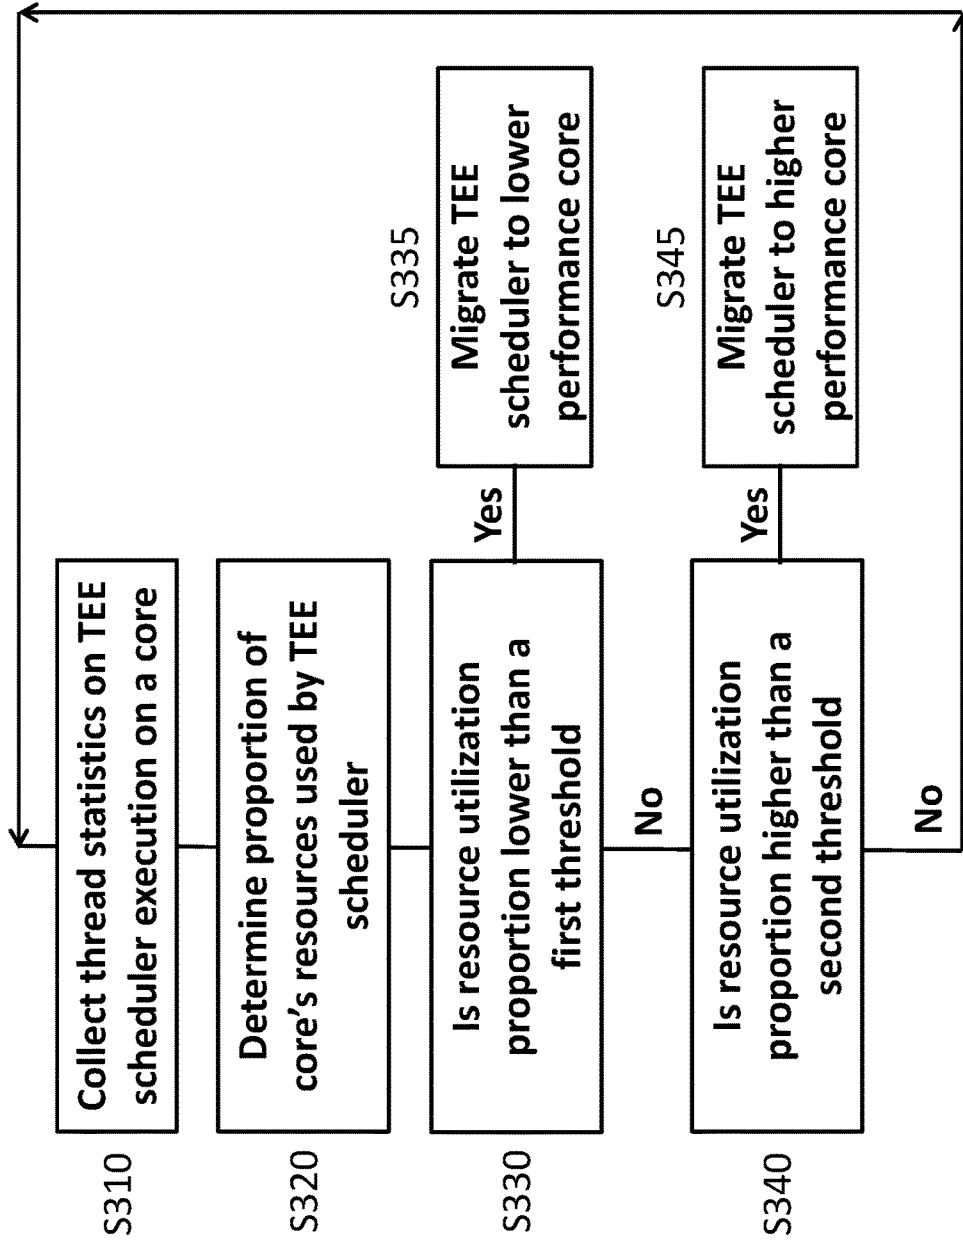 S310
Collect thread statistics on TEE
scheduler execution on a core
S320
Determine proportion of
core's resources used by TEE
scheduler
S330
Is resource utilization
proportion lower than a
first threshold
Yes
S335
Migrate TEE
scheduler to lower
performance core
No
S340
Is resource utilization
proportion higher than a
second threshold
Yes
S345
Migrate TEE
scheduler to higher
performance core
No